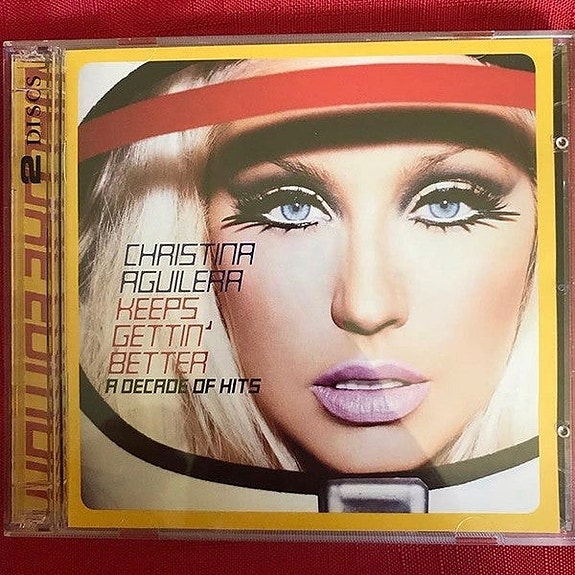 2 DISCS
CHRISTINA
AGUILERA
KEEPS
GETTIN'
BETTER
A DECADE OF HITS